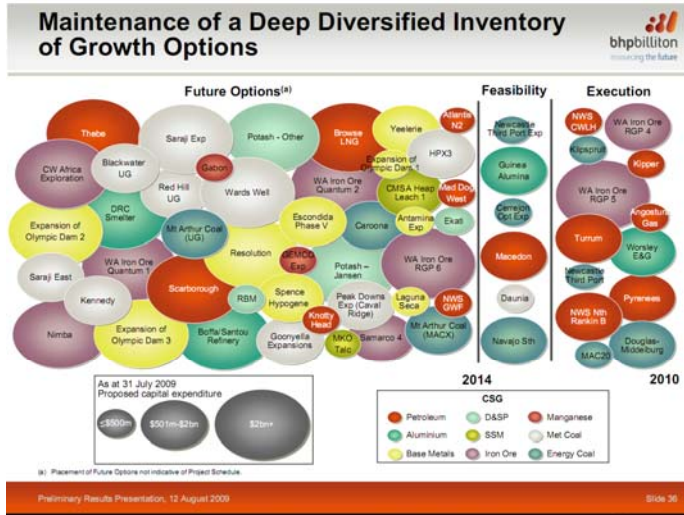 Maintenance of a Deep Diversified Inventory
of Growth Options
bhpbilliton
resourcing the future
Future Options(a)
Feasibility
Execution
Thebe
Saraji Exp
Potash - Other
Browse
LNG
Yeelerie
Atlantis
N2
CW Africa
Exploration
Blackwater
UG
Gabon
Red Hill
UG
Wards Well
WA Iron Ore
Quantum 2
Expansion of
Olympic Dam 1
HPX3
CMSA Heap
Leach 1
Mad Dog
West
DRC
Smelter
Mt Arthur Coal
(UG)
Escondida
Phase V
Caroona
Antamina
Exp
Ekati
Expansion of
Olympic Dam 2
WA Iron Ore
Quantum 1
Resolution
GEMCO
Exp
Potash –
Jansen
WA Iron Ore
RGP 6
Saraji East
Kennedy
Scarborough
RBM
Spence
Hypogene
Peak Downs
Exp (Caval
Ridge)
Laguna
Seca
NWS
GWF
Nimba
Expansion
of Olympic Dam 3
Boffa/Santou
Refinery
Goonyella
Expansions
Knotty
Head
MKO
Talc
Samarco 4
Mt Arthur Coal
(MACX)
Newcastle
Third Port Exp
Guinea
Alumina
Cerrejon
Opt Exp
Macedon
Daunia
Navajo Sth
NWS
CWLH
WA Iron Ore
RGP 4
Klipspruit
Kipper
WA Iron Ore
RGP 5
Angostura
Gas
Turrum
Worsley
E&G
Newcastle
Third Port
Pyrenees
NWS Nth
Rankin B
MAC20
Douglas-
Middelburg
2014
2010
As at 31 July 2009
Proposed capital expenditure
≤$500m
$501m-$2bn
$2bn+
CSG
Petroleum
D&SP
Manganese
Aluminium
SSM
Met Coal
Base Metals
Iron Ore
Energy Coal
(a) Placement of Future Options not indicative of Project Schedule.
Preliminary Results Presentation, 12 August 2009
Slide 36